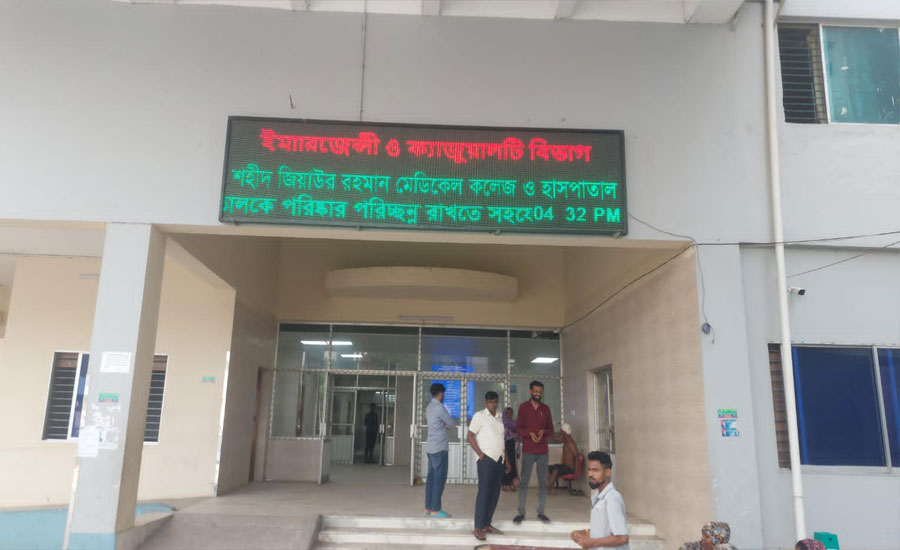 ইমারজেন্সী ও ক্যাজুয়ালটি বিভাগ
শহীদ জিয়াউর রহমান মেডিকেল কলেজ ও হাসপাতাল
ালকে পরিষ্কার পরিচ্ছন্ন রাখতে সহযে04 32 PM